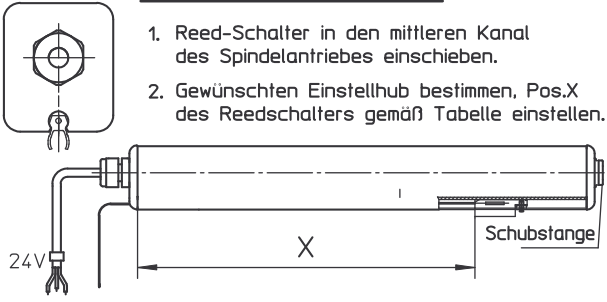 1. Reed-Schalter in den mittleren Kanal
des Spindelantriebes einschieben.
2. Gewünschten Einstellhub bestimmen, Pos.X
des Reedschalters gemäß Tabelle einstellen.
Schubstange
X
24V